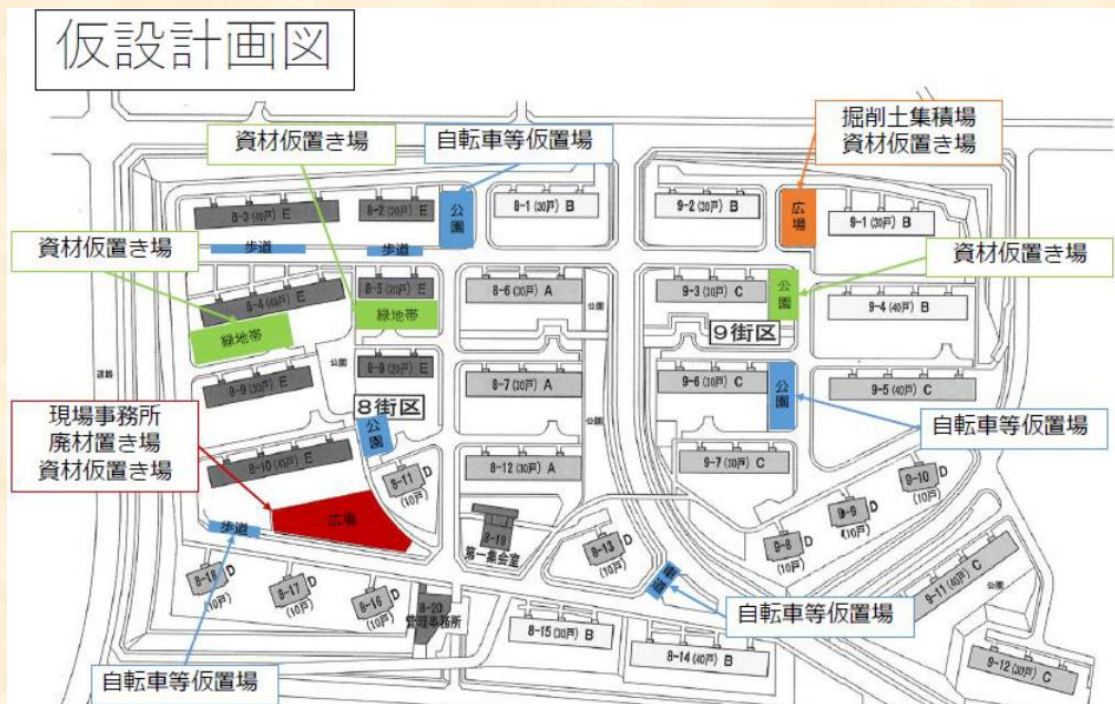 仮設計画図
資材仮置き場
自転車等仮置場
掘削土集積場
資材仮置き場
8-3 (40戸) E
8-2 (30戸) E
公園
8-1 (30戸) B
9-2 (30戸) B
広場
9-1 (30戸) B
資材仮置き場
歩道
歩道
資材仮置き場
8-4 (40戸) E
8-5 (20戸) E
8-6 (30戸) A
公園
9-3 (30戸) C
公園
9-4 (40戸) B
緑地帯
緑地帯
9街区
道路
8-9 (30戸) E
公園
8-8 (20戸) E
8-7 (30戸) A
9-6 (30戸) C
公園
9-5 (40戸) C
現場事務所
廃材置き場
資材仮置き場
8街区
公園
公園
自転車等仮置場
8-10 (40戸) E
8-11 D
(10戸)
8-12 (30戸) A
9-7 (30戸) C
9-10 D
(10戸)
広場
歩道
8-19
第一集会室
9-13 D
(10戸)
9-9 D
(10戸)
9-8 D
(10戸)
8-18 D
(10戸)
8-17 D
(10戸)
8-16 D
(10戸)
8-20
管理事務所
9-11 (40戸) C
公園
自転車等仮置場
8-15 (30戸) B
8-14 (40戸) B
9-12 (30戸) C
自転車等仮置場